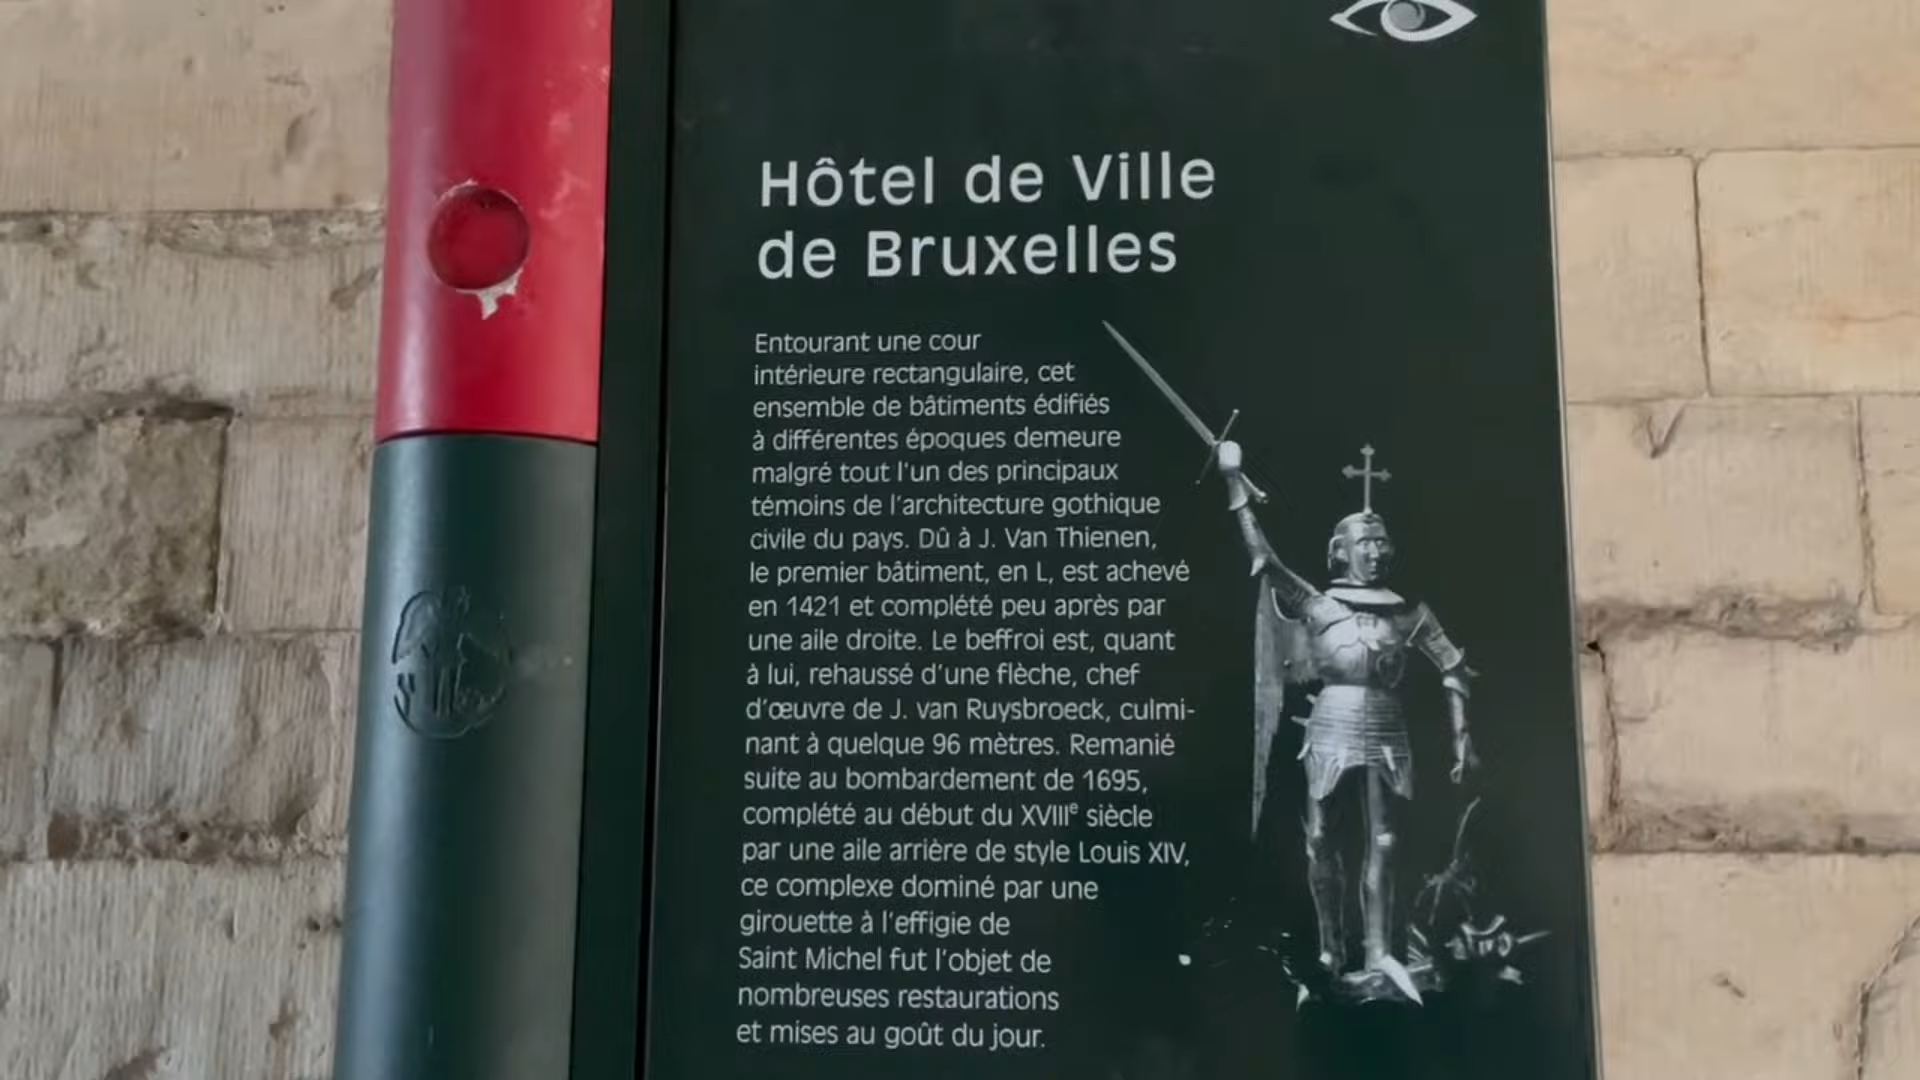 Hôtel de Ville
de Bruxelles
Entourant une cour
intérieure rectangulaire, cet
ensemble de bâtiments édifiés
à différentes époques demeure
malgré tout l'un des principaux
témoins de l'architecture gothique
civile du pays. Dû à J. Van Thienen,
le premier bâtiment, en L, est achevé
en 1421 et complété peu après par
une aile droite. Le beffroi est, quant
à lui, rehaussé d'une flèche, chef
d'œuvre de J. van Ruysbroeck, culmi-
nant à quelque 96 mètres. Remanié
suite au bombardement de 1695,
complété au début du XVIIIe siècle
par une aile arrière de style Louis XIV,
ce complexe dominé par une
girouette à l'effigie de
Saint Michel fut l'objet de
nombreuses restaurations
et mises au goût du jour.